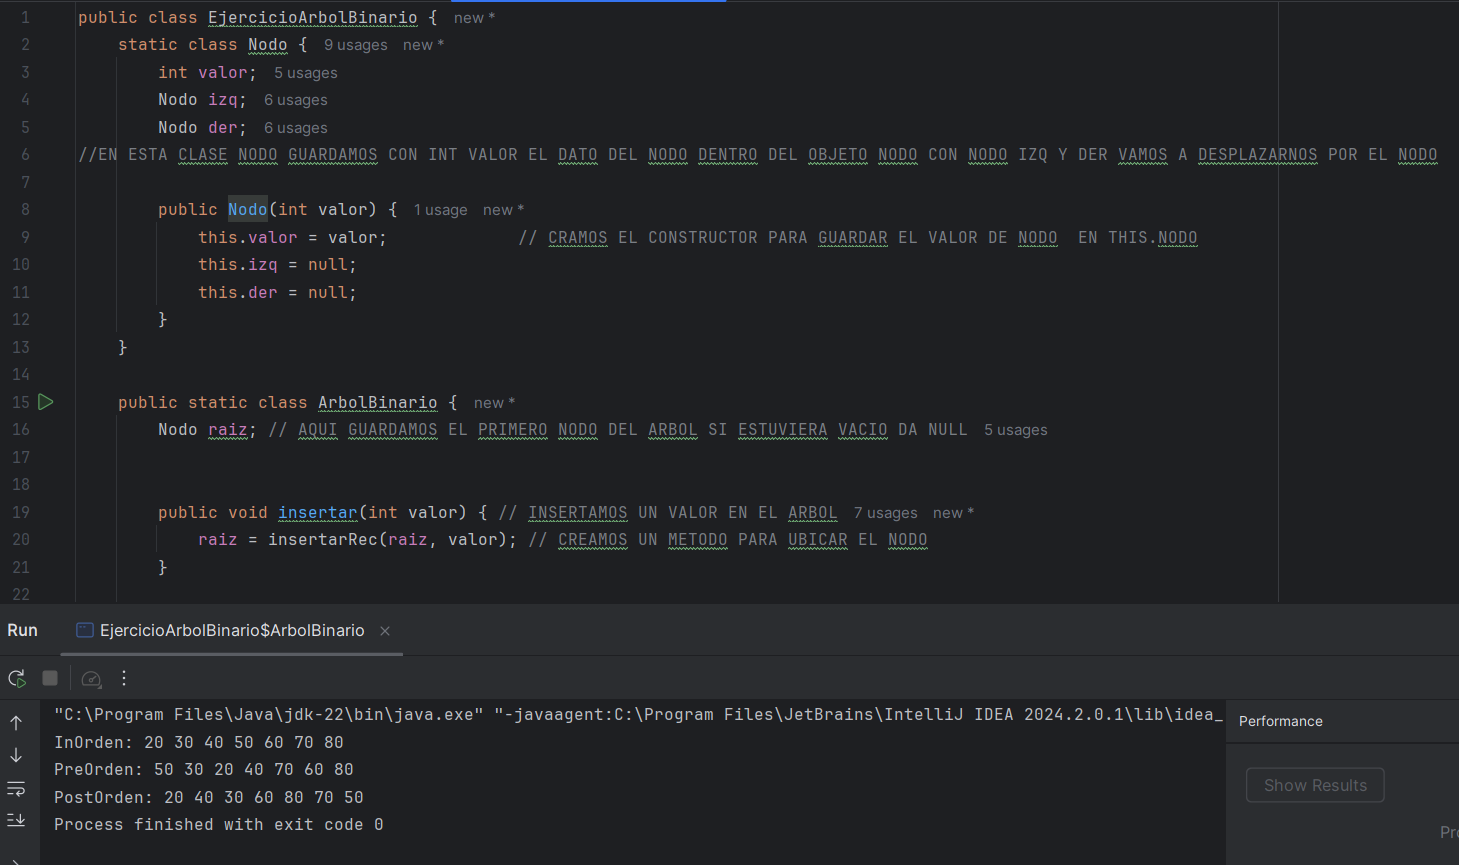 1 public class EjercicioArbolBinario { new *
2 static class Nodo { 9 usages new *
3 int valor; 5 usages
4 Nodo izq; 6 usages
5 Nodo der; 6 usages
6 //EN ESTA CLASE NODO GUARDAMOS CON INT VALOR EL DATO DEL NODO DENTRO DEL OBJETO NODO CON NODO IZQ Y DER VAMOS A DESPLAZARNOS POR EL NODO
7
8 public Nodo(int valor) { 1 usage new *
9 this.valor = valor; // CRAMOS EL CONSTRUCTOR PARA GUARDAR EL VALOR DE NODO  EN THIS.NODO
10 this.izq = null;
11 this.der = null;
12 }
13 }
14
15 public static class ArbolBinario { new *
16 Nodo raiz; // AQUI GUARDAMOS EL PRIMERO NODO DEL ARBOL SI ESTUVIERA VACIO DA NULL 5 usages
17
18
19 public void insertar(int valor) { // INSERTAMOS UN VALOR EN EL ARBOL 7 usages new *
20 raiz = insertarRec(raiz, valor); // CREAMOS UN METODO PARA UBICAR EL NODO
21 }
22
Run EjercicioArbolBinario$ArbolBinario ×
"C:\Program Files\Java\jdk-22\bin\java.exe" "-javaagent:C:\Program Files\JetBrains\IntelliJ IDEA 2024.2.0.1\lib\idea_
InOrden: 20 30 40 50 60 70 80
PreOrden: 50 30 20 40 70 60 80
PostOrden: 20 40 30 60 80 70 50
Process finished with exit code 0
Performance
Show Results
Pr